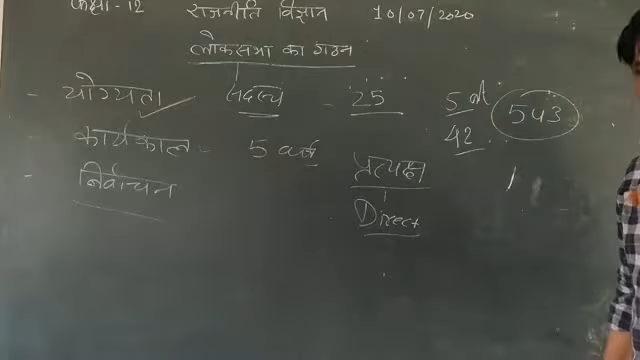 कक्षा-12 राजनीति विज्ञान 10/07/2020
लोकसभा का गठन
- योग्यता सदस्य - 25 5 वीं 543
42
- कार्यकाल - 5 वर्ष
प्रत्यक्ष
- निर्वाचन
Direct